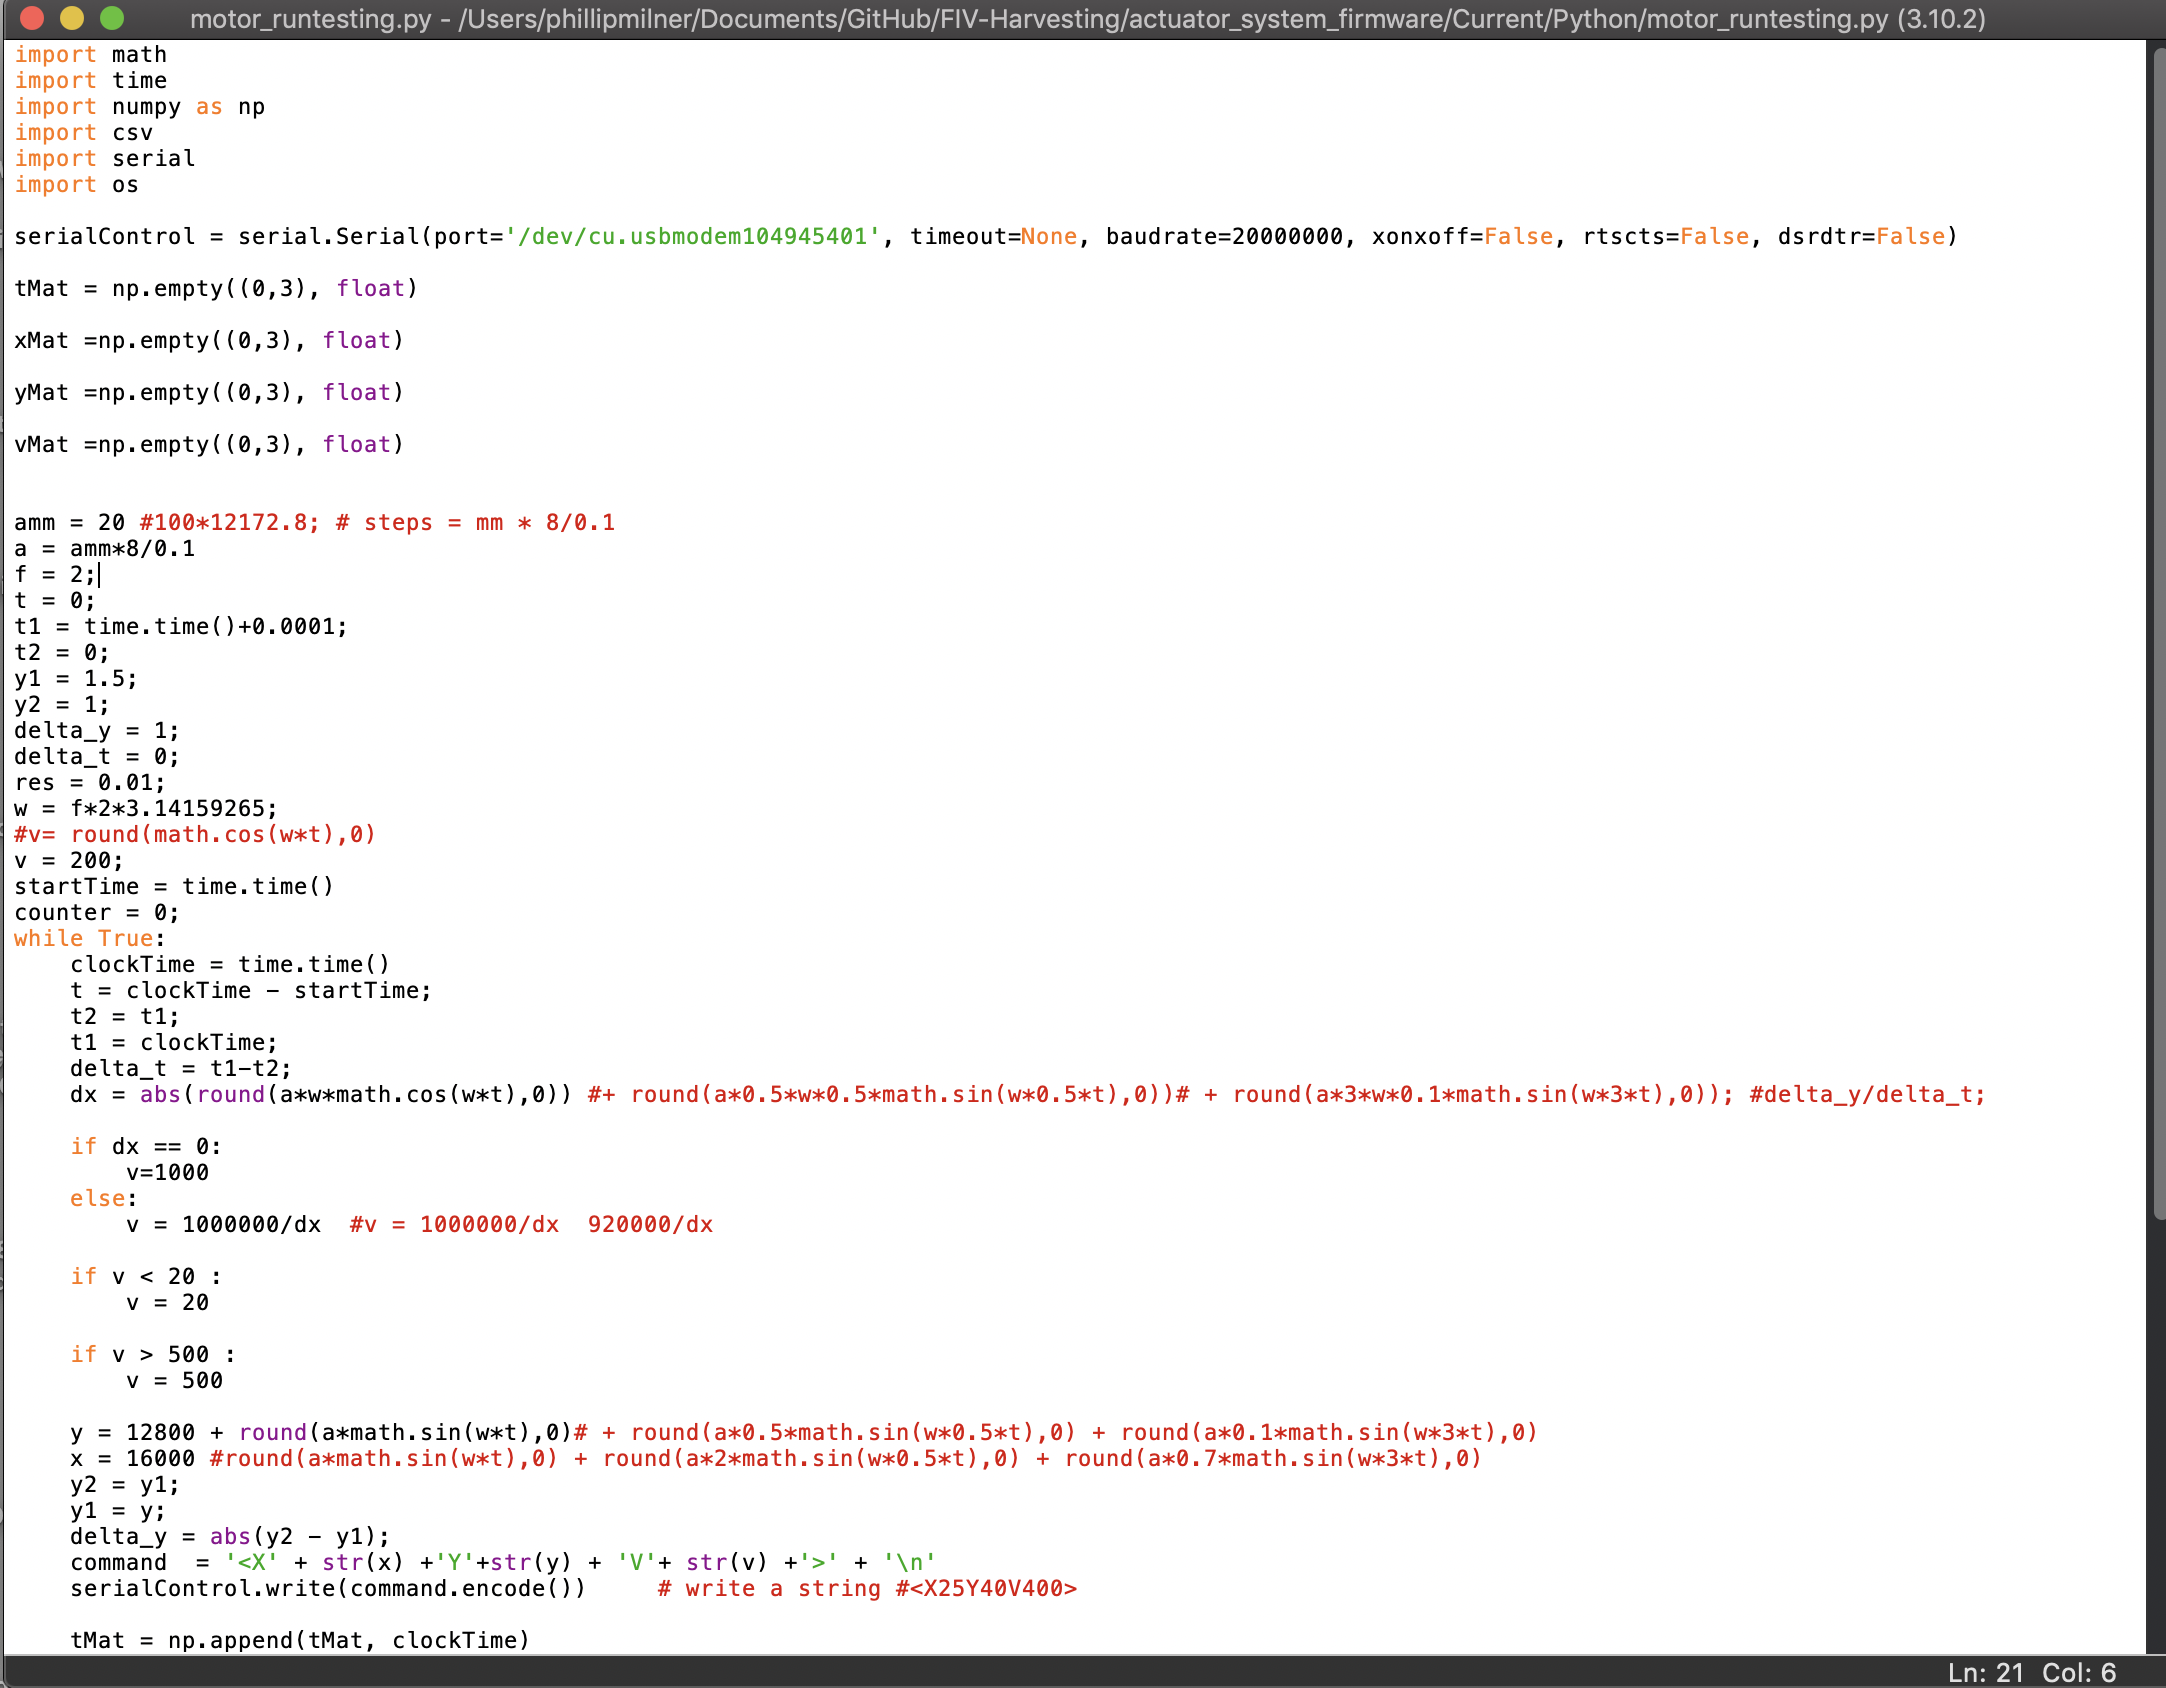 motor_runtesting.py - /Users/phillipmilner/Documents/GitHub/FIV-Harvesting/actuator_system_firmware/Current/Python/motor_runtesting.py (3.10.2)
import math
import time
import numpy as np
import csv
import serial
import os
serialControl = serial.Serial(port='/dev/cu.usbmodem104945401', timeout=None, baudrate=20000000, xonxoff=False, rtscts=False, dsrdtr=False)
tMat = np.empty((0,3), float)
xMat =np.empty((0,3), float)
yMat =np.empty((0,3), float)
vMat =np.empty((0,3), float)
amm = 20 #100*12172.8; # steps = mm * 8/0.1
a = amm*8/0.1
f = 2;
t = 0;
t1 = time.time()+0.0001;
t2 = 0;
y1 = 1.5;
y2 = 1;
delta_y = 1;
delta_t = 0;
res = 0.01;
w = f*2*3.14159265;
#v= round(math.cos(w*t),0)
v = 200;
startTime = time.time()
counter = 0;
while True:
    clockTime = time.time()
    t = clockTime - startTime;
    t2 = t1;
    t1 = clockTime;
    delta_t = t1-t2;
    dx = abs(round(a*w*math.cos(w*t),0)) #+ round(a*0.5*w*0.5*math.sin(w*0.5*t),0))# + round(a*3*w*0.1*math.sin(w*3*t),0)); #delta_y/delta_t;
    if dx == 0:
        v=1000
    else:
        v = 1000000/dx  #v = 1000000/dx  920000/dx
    if v < 20 :
        v = 20
    if v > 500 :
        v = 500
    y = 12800 + round(a*math.sin(w*t),0)# + round(a*0.5*math.sin(w*0.5*t),0) + round(a*0.1*math.sin(w*3*t),0)
    x = 16000 #round(a*math.sin(w*t),0) + round(a*2*math.sin(w*0.5*t),0) + round(a*0.7*math.sin(w*3*t),0)
    y2 = y1;
    y1 = y;
    delta_y = abs(y2 - y1);
    command  = '<X' + str(x) +'Y'+str(y) + 'V'+ str(v) +'>' + '\n'
    serialControl.write(command.encode())     # write a string #<X25Y40V400>
    tMat = np.append(tMat, clockTime)
Ln: 21 Col: 6